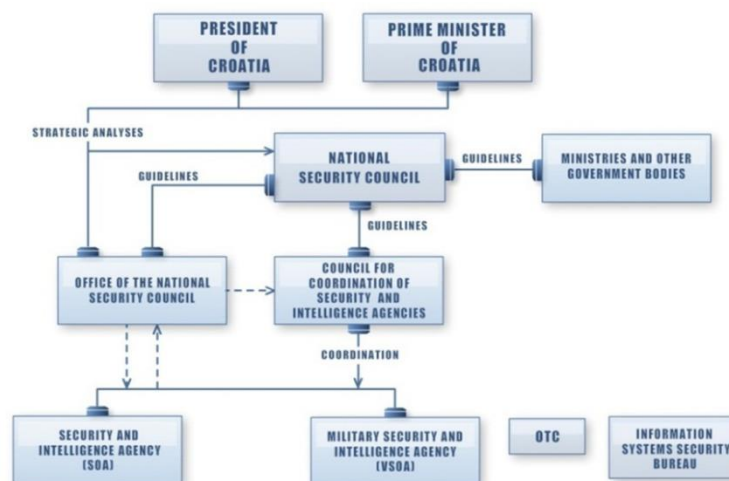 PRESIDENT
OF
CROATIA
PRIME MINISTER
OF
CROATIA
STRATEGIC ANALYSES
NATIONAL
SECURITY COUNCIL
GUIDELINES
MINISTRIES AND OTHER
GOVERNMENT BODIES
GUIDELINES
GUIDELINES
OFFICE OF THE NATIONAL
SECURITY COUNCIL
COUNCIL FOR
COORDINATION OF
SECURITY AND
INTELLIGENCE AGENCIES
COORDINATION
SECURITY AND
INTELLIGENCE AGENCY
(SOA)
MILITARY SECURITY AND
INTELLIGENCE AGENCY
(VSOA)
OTC
INFORMATION
SYSTEMS SECURITY
BUREAU